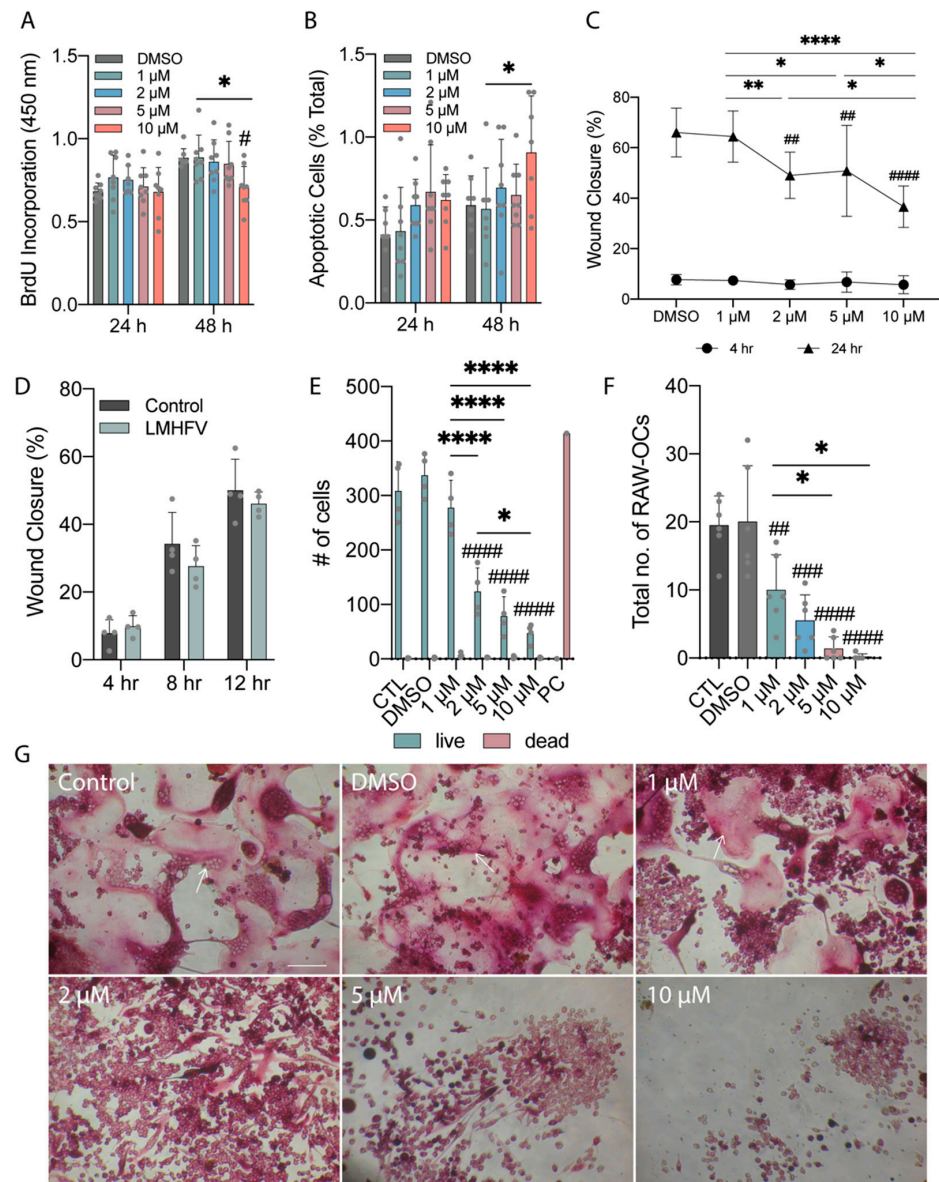 A
BrdU Incorporation (450 nm)
1.5
1.0
0.5
0.0
DMSO
1 µM
2 µM
5 µM
10 µM
*
#
24 h
48 h
B
Apoptotic Cells (% Total)
1.5
1.0
0.5
0.0
DMSO
1 µM
2 µM
5 µM
10 µM
*
24 h
48 h
C
Wound Closure (%)
80
60
40
20
0
****
* *
** *
## ## ####
DMSO 1 µM 2 µM 5 µM 10 µM
4 hr 24 hr
D
Wound Closure (%)
80
60
40
20
0
Control
LMHFV
4 hr 8 hr 12 hr
E
# of cells
500
400
300
200
100
0
****
****
****
*
####
####
####
CTL DMSO 1 µM 2 µM 5 µM 10 µM PC
live dead
F
Total no. of RAW-OCs
40
30
20
10
0
*
*
##
###
####
####
CTL DMSO 1 µM 2 µM 5 µM 10 µM
G
Control DMSO 1 µM
2 µM 5 µM 10 µM